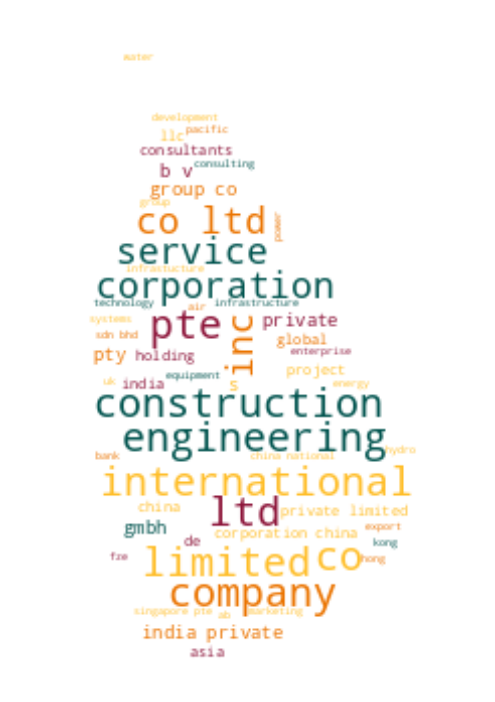 water
development
llc pacific
consultants
b v consulting
group co
group
co ltd power
service
infrastucture
corporation
technology air infrastructure
systems pte inc private
sdn bhd global
pty holding enterprise
equipment project
uk india s energy
construction
engineering hydro
bank china national
international
china ltd private limited
gmbh corporation china export
de kong
fze limited co hong
company
singapore pte ab marketing
india private
asia